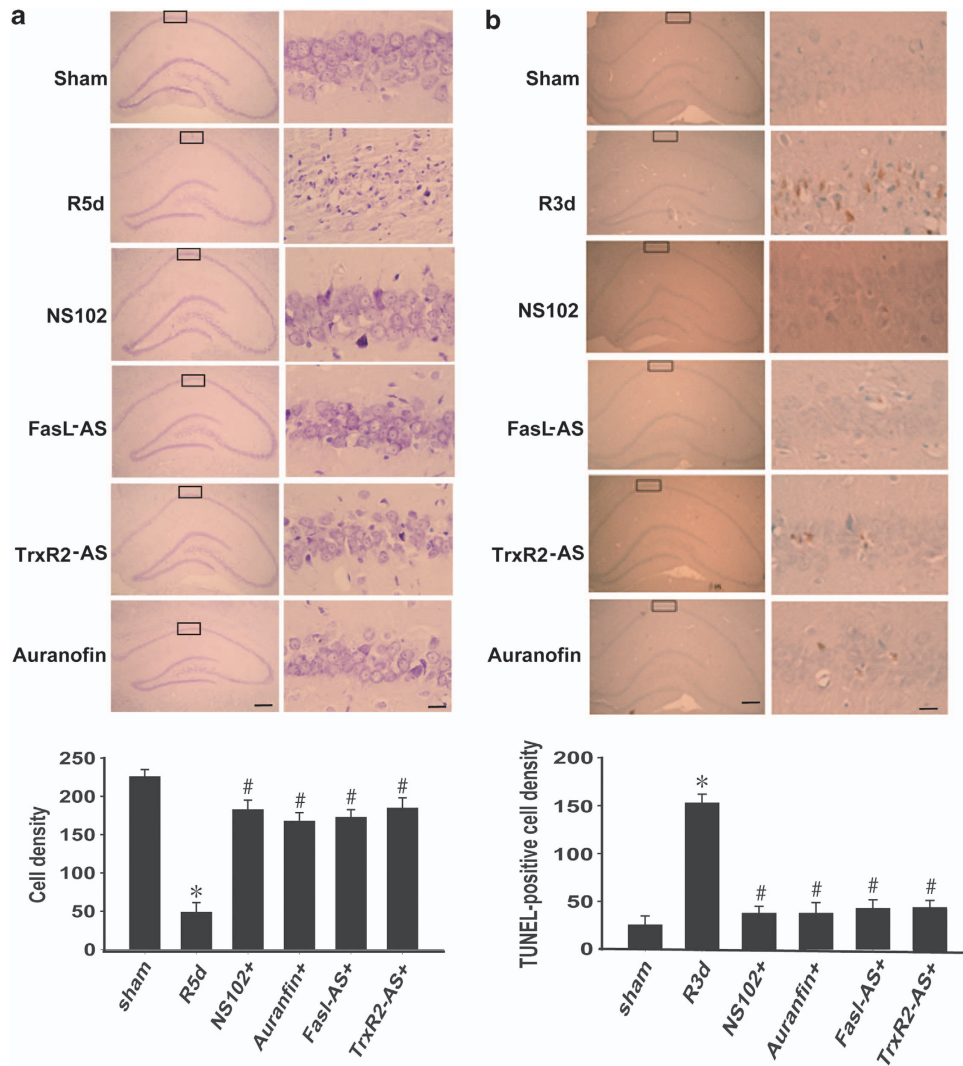 a
Sham
R5d
NS102
FasL-AS
TrxR2-AS
Auranofin
250
200
150
100
50
0
Cell density
*
#
#
#
#
sham
R5d
NS102+
Auranfin+
Fasl-AS+
TrxR2-AS+
b
Sham
R3d
NS102
FasL-AS
TrxR2-AS
Auranofin
200
150
100
50
0
TUNEL-positive cell density
*
#
#
#
#
sham
R3d
NS102+
Auranfin+
Fasl-AS+
TrxR2-AS+